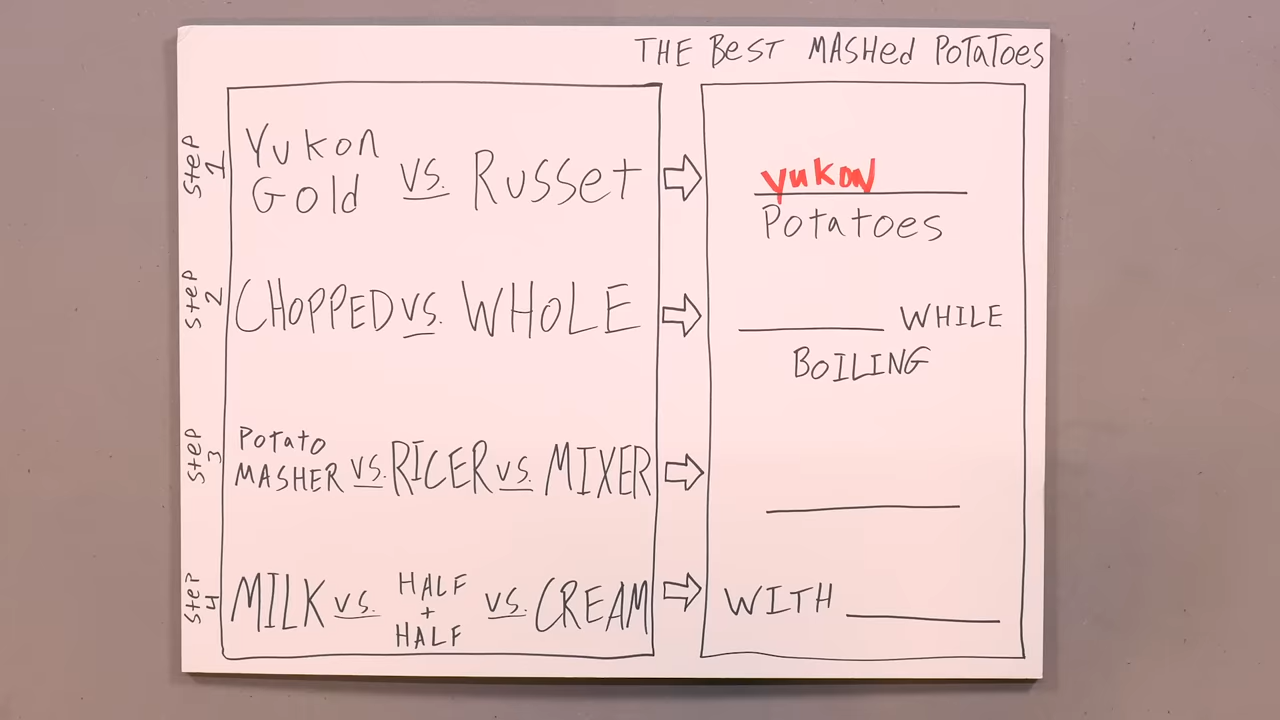 THE BesT MASHed PoTaToes
Step 1
Yukon Gold vs. Russet
yukon
Potatoes
Step 2
CHOPPED vs. WHOLE
WHILE
BOILING
Step 3
Potato MASHER vs. RICER vs. MIXER
Step 4
MILK vs. HALF + HALF vs. CREAM
WITH